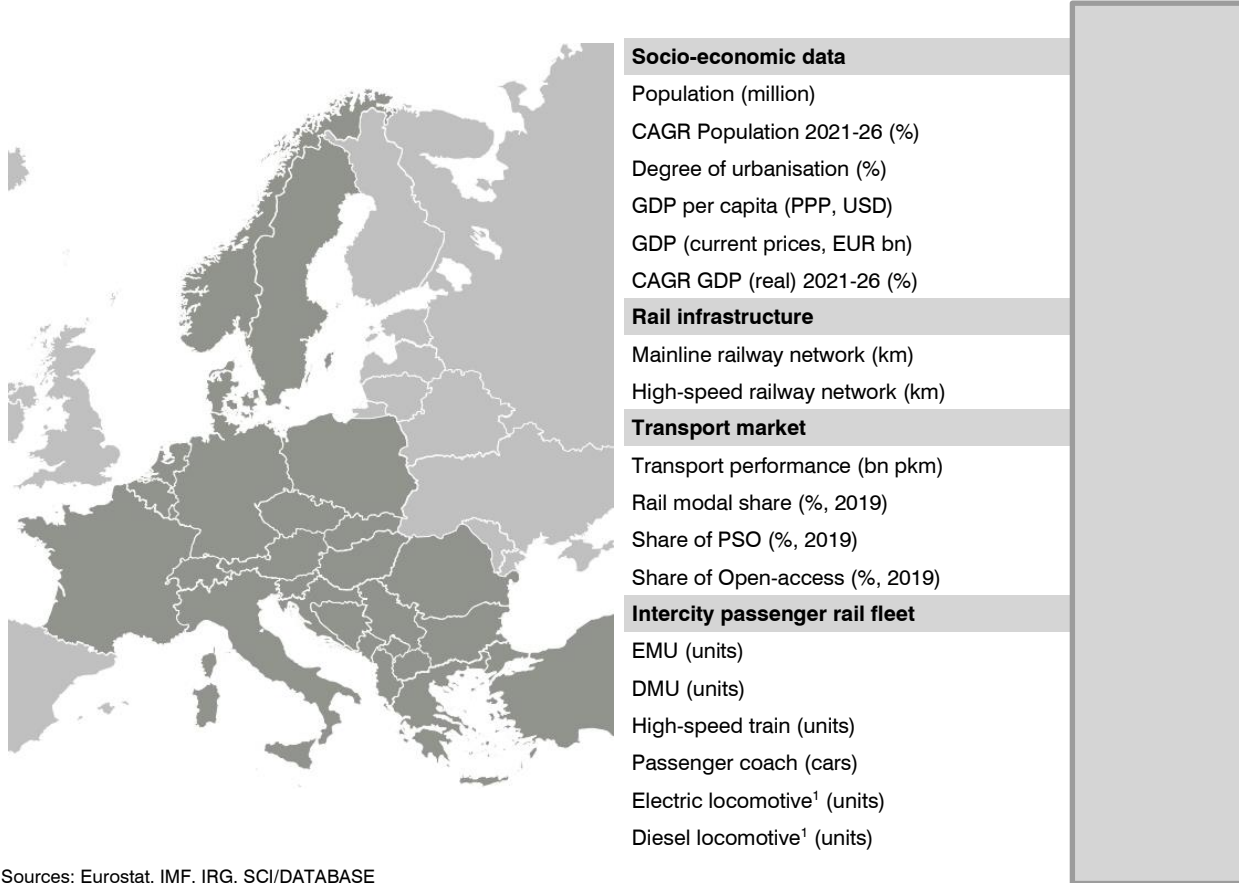 Socio-economic data
Population (million)
CAGR Population 2021-26 (%)
Degree of urbanisation (%)
GDP per capita (PPP, USD)
GDP (current prices, EUR bn)
CAGR GDP (real) 2021-26 (%)
Rail infrastructure
Mainline railway network (km)
High-speed railway network (km)
Transport market
Transport performance (bn pkm)
Rail modal share (%, 2019)
Share of PSO (%, 2019)
Share of Open-access (%, 2019)
Intercity passenger rail fleet
EMU (units)
DMU (units)
High-speed train (units)
Passenger coach (cars)
Electric locomotive¹ (units)
Diesel locomotive¹ (units)
Sources: Eurostat, IMF, IRG, SCI/DATABASE